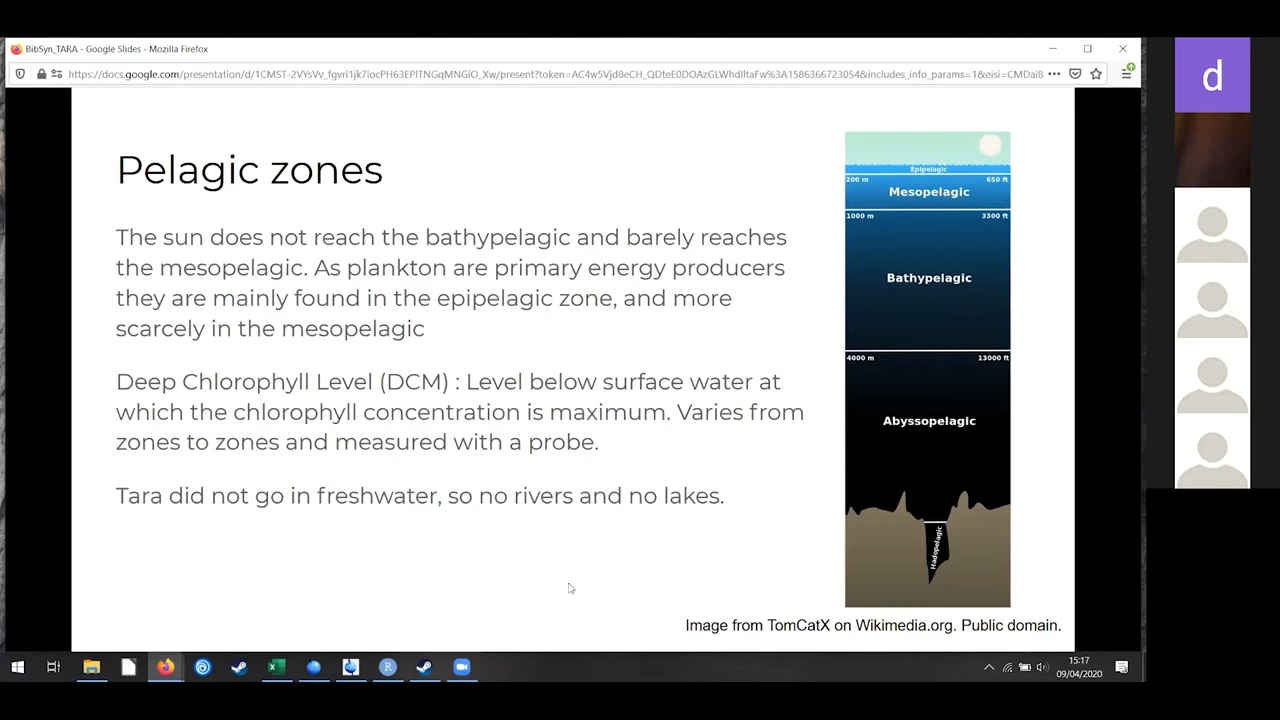 BibSyn_TARA - Google Slides - Mozilla Firefox
https://docs.google.com/presentation/d/1CMST-2VYsVv_fgvri1jk7locPH63EPlTNGqMNGiO_Xw/present?token=AC4w5Vjd8eCH_QDteE0DOAzGLWhdlltaFw%3A1586366723054&includes_info_params=1&eisi=CMDai8
d
Pelagic zones
The sun does not reach the bathypelagic and barely reaches
the mesopelagic. As plankton are primary energy producers
they are mainly found in the epipelagic zone, and more
scarcely in the mesopelagic
Deep Chlorophyll Level (DCM) : Level below surface water at
which the chlorophyll concentration is maximum. Varies from
zones to zones and measured with a probe.
Tara did not go in freshwater, so no rivers and no lakes.
Epipelagic
200 m 650 ft
Mesopelagic
1000 m 3300 ft
Bathypelagic
4000 m 13000 ft
Abyssopelagic
Hadopelagic
Image from TomCatX on Wikimedia.org. Public domain.
R
15:17
09/04/2020